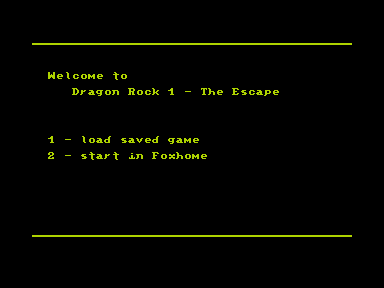 Welcome to
Dragon Rock 1 - The Escape
1 - load saved game
2 - start in Foxhome